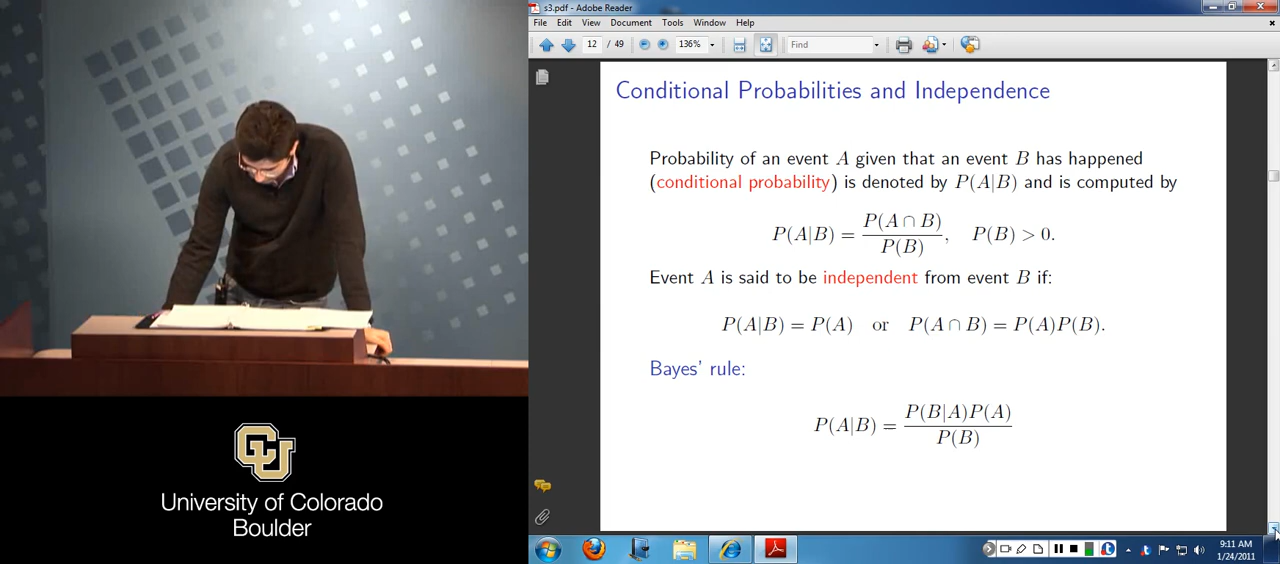 s3.pdf - Adobe Reader
File Edit View Document Tools Window Help
12 / 49 136% Find
Conditional Probabilities and Independence
Probability of an event A given that an event B has happened
(conditional probability) is denoted by P(A|B) and is computed by
P(A|B) = P(A ∩ B) / P(B), P(B) > 0.
Event A is said to be independent from event B if:
P(A|B) = P(A) or P(A ∩ B) = P(A)P(B).
Bayes' rule:
P(A|B) = P(B|A)P(A) / P(B)
CU
University of Colorado
Boulder
9:11 AM
1/24/2011